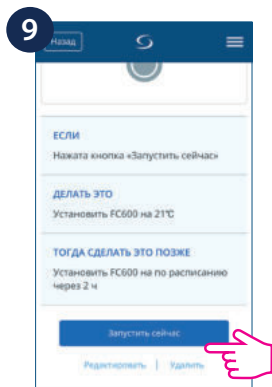 9
Назад
ЕСЛИ
Нажата кнопка «Запустить сейчас»
ДЕЛАТЬ ЭТО
Установить FC600 на 21°C
ТОГДА СДЕЛАТЬ ЭТО ПОЗЖЕ
Установить FC600 на по расписанию
через 2 ч
Запустить сейчас
Редактировать | Удалить